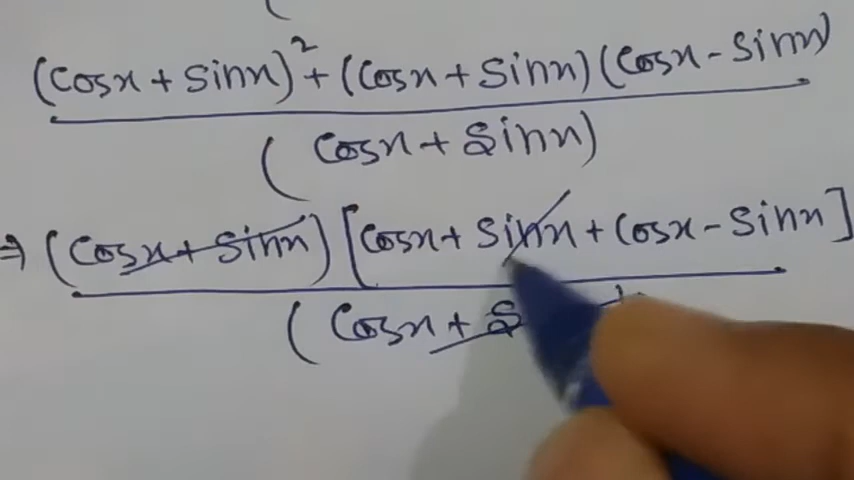 (Cosx + Sinx)² + (Cosx + Sinx) (Cosx - Sinx)
(Cosx + Sinx)
⇒ (Cosx + Sinx) [Cosx + Sinx + Cosx - Sinx]
(Cosx + S